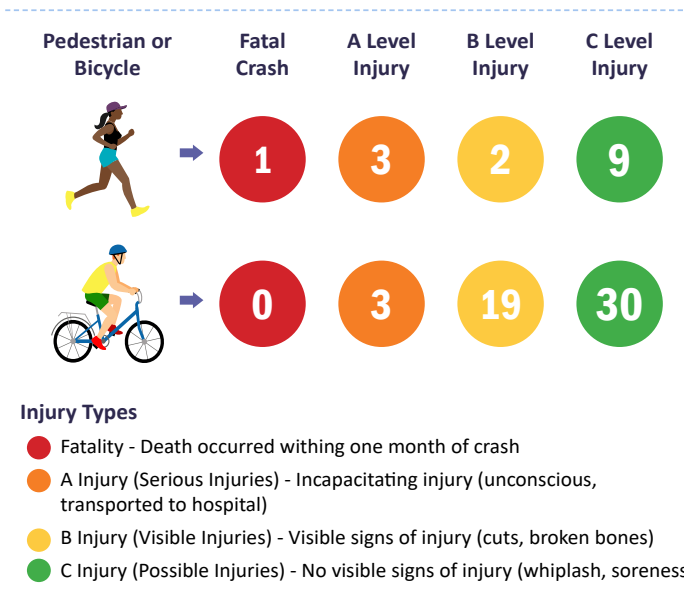 Pedestrian or Bicycle
Fatal Crash
A Level Injury
B Level Injury
C Level Injury
1
3
2
9
0
3
19
30
Injury Types
Fatality - Death occurred withing one month of crash
A Injury (Serious Injuries) - Incapacitating injury (unconscious,
transported to hospital)
B Injury (Visible Injuries) - Visible signs of injury (cuts, broken bones)
C Injury (Possible Injuries) - No visible signs of injury (whiplash, soreness